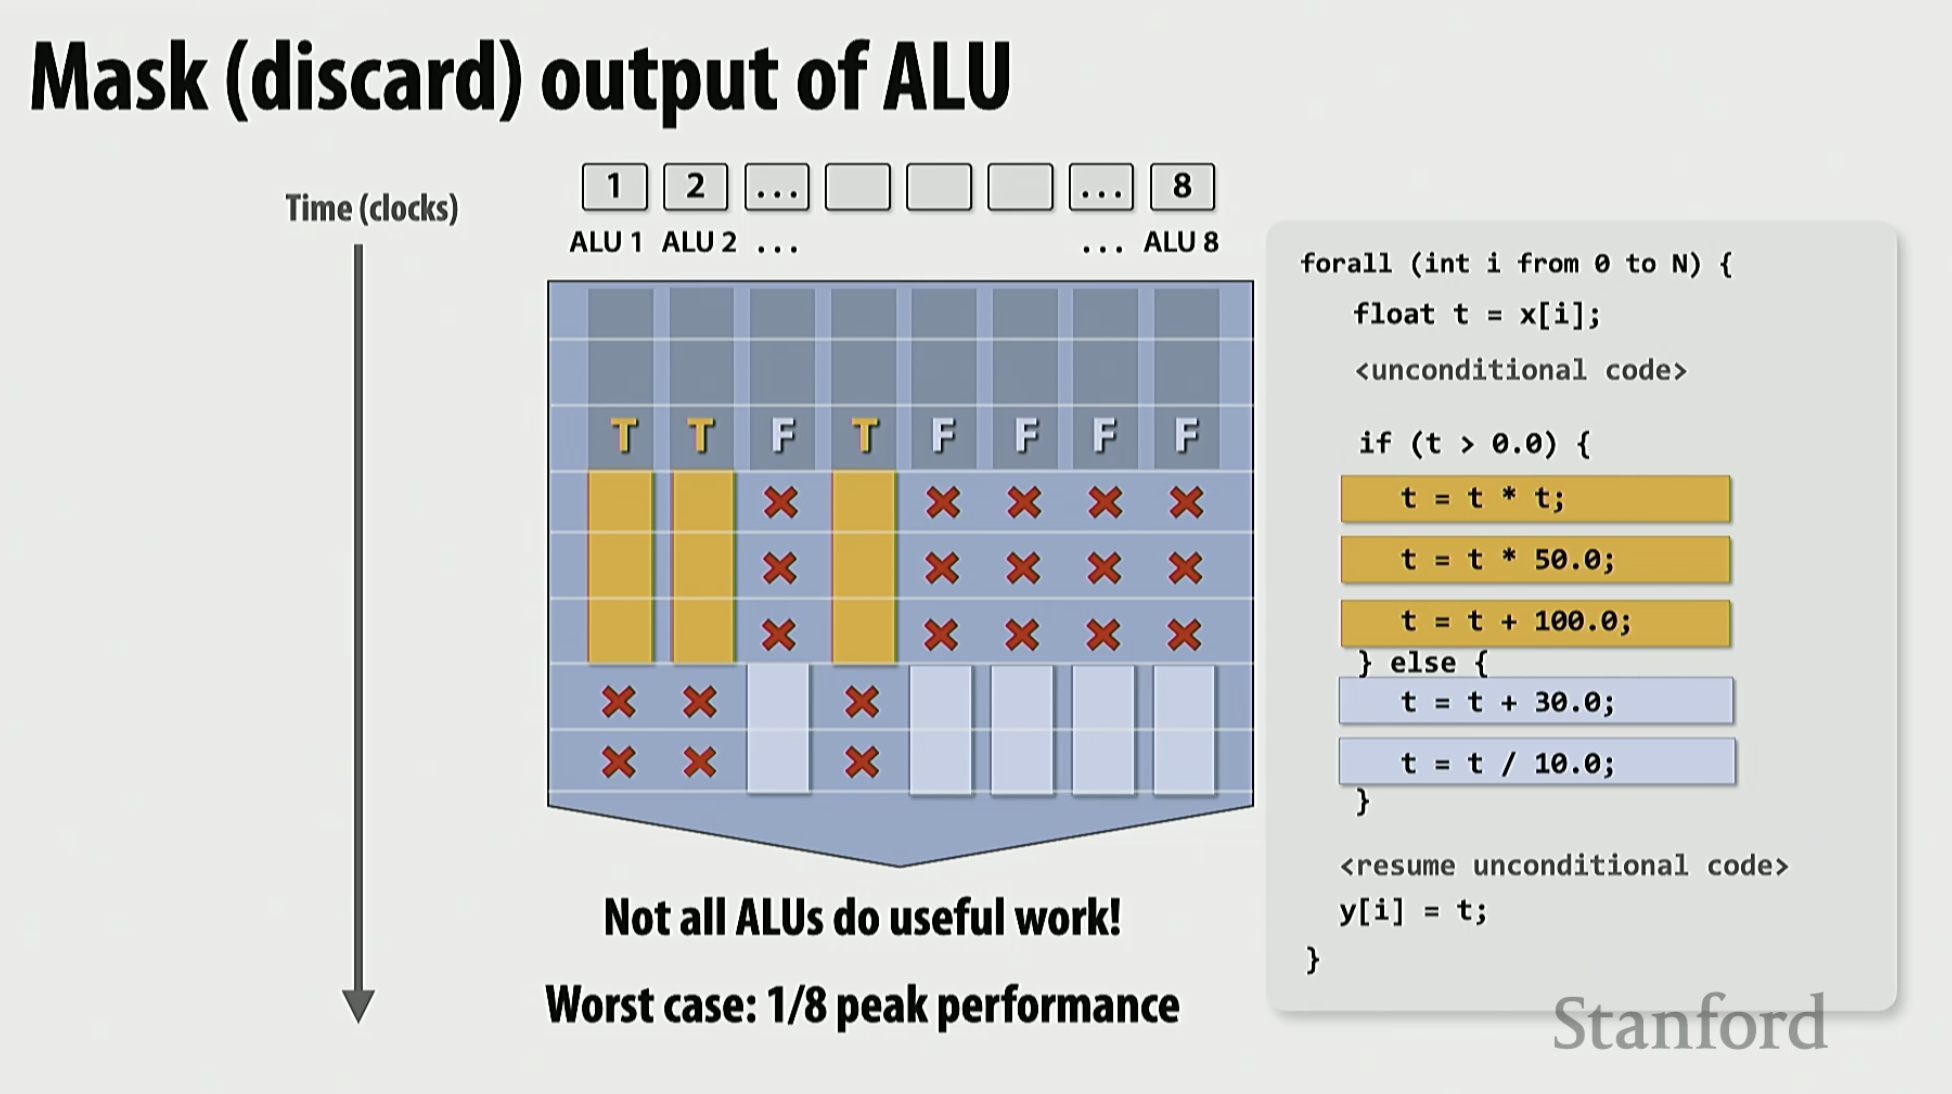 Mask (discard) output of ALU
Time (clocks)
1 2 ... ... 8
ALU 1 ALU 2 ... ... ALU 8
T T F T F F F F
Not all ALUs do useful work!
Worst case: 1/8 peak performance
forall (int i from 0 to N) {
float t = x[i];
<unconditional code>
if (t > 0.0) {
t = t * t;
t = t * 50.0;
t = t + 100.0;
} else {
t = t + 30.0;
t = t / 10.0;
}
<resume unconditional code>
y[i] = t;
}
Stanford